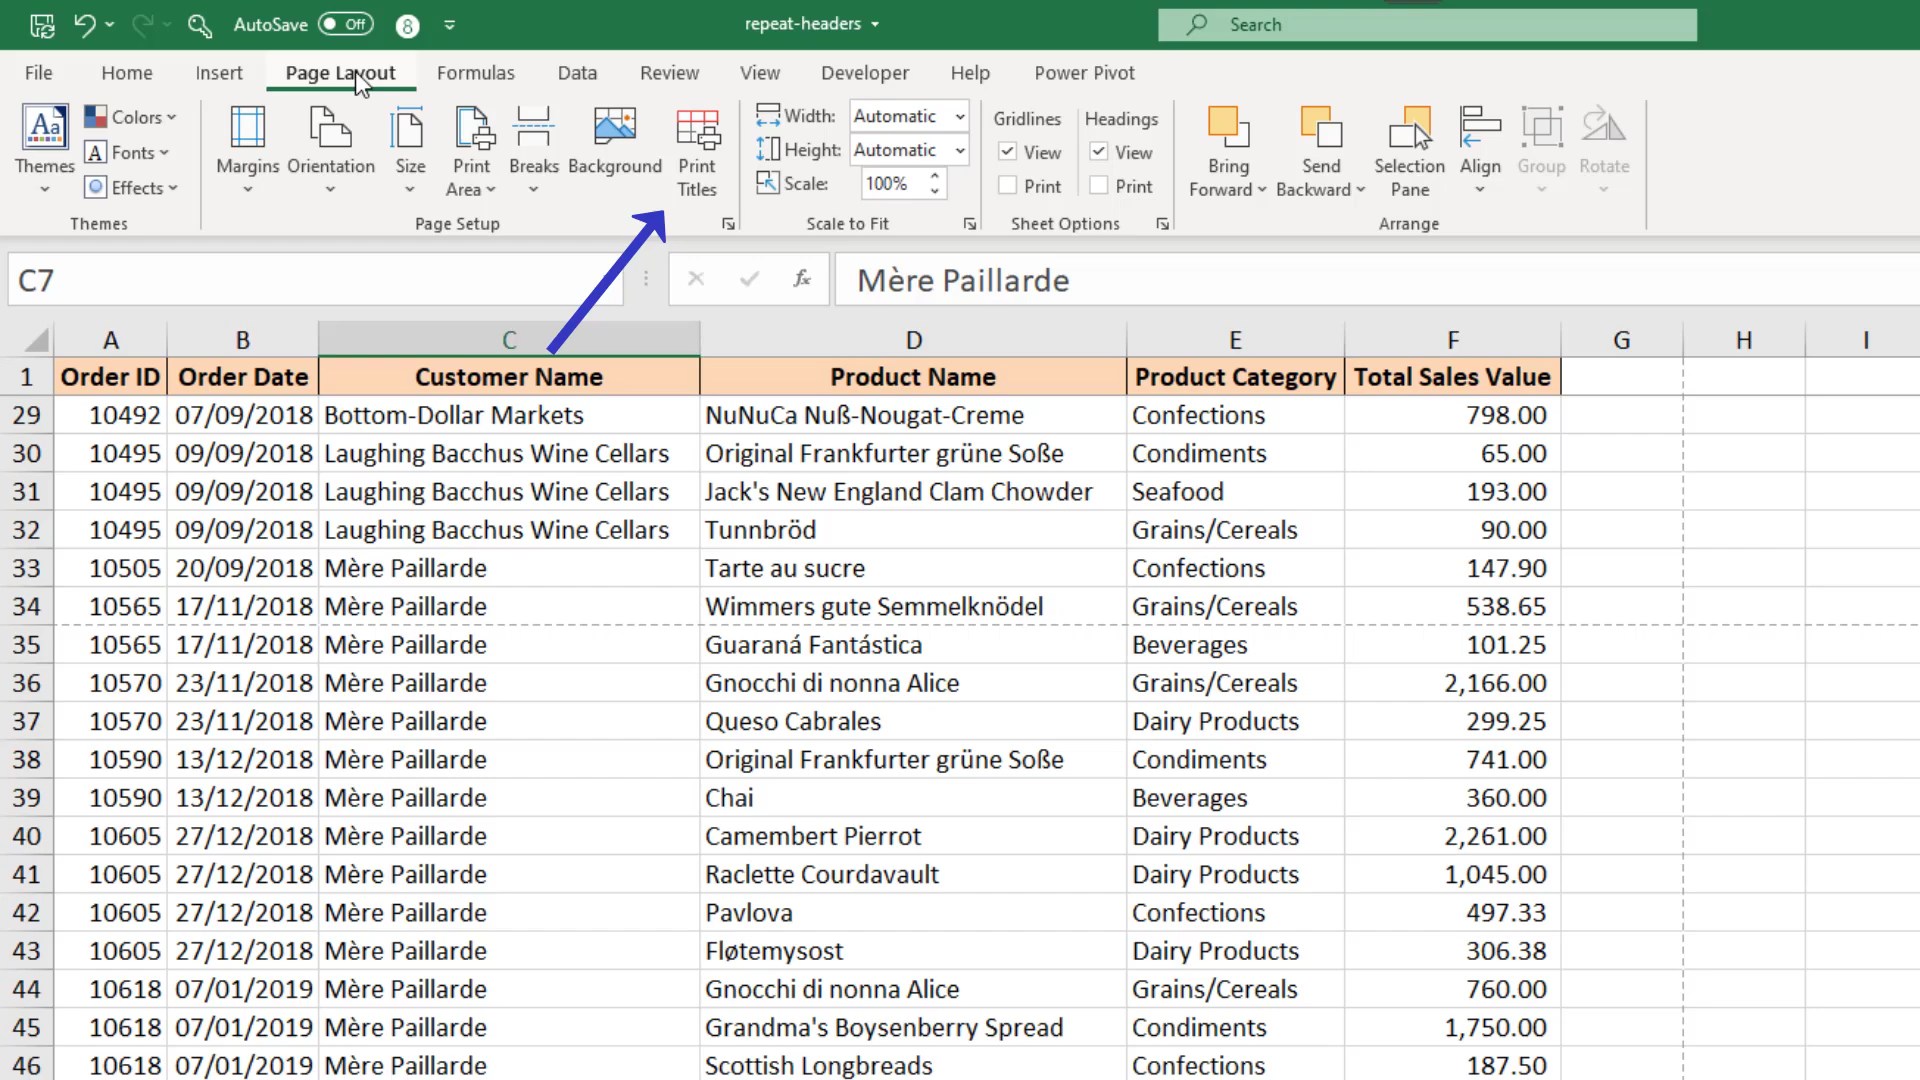 AutoSave Off 8 repeat-headers Search
File Home Insert Page Layout Formulas Data Review View Developer Help Power Pivot
Themes
Colors
Fonts
Effects
Themes
Margins Orientation Size Print Area Breaks Background Print Titles
Page Setup
Width: Automatic
Height: Automatic
Scale: 100%
Scale to Fit
Gridlines Headings
View View
Print Print
Sheet Options
Bring Forward Send Backward Selection Pane Align Group Rotate
Arrange
C7 fx Mère Paillarde
A B C D E F G H I
1 Order ID Order Date Customer Name Product Name Product Category Total Sales Value
29 10492 07/09/2018 Bottom-Dollar Markets NuNuCa Nuß-Nougat-Creme Confections 798.00
30 10495 09/09/2018 Laughing Bacchus Wine Cellars Original Frankfurter grüne Soße Condiments 65.00
31 10495 09/09/2018 Laughing Bacchus Wine Cellars Jack's New England Clam Chowder Seafood 193.00
32 10495 09/09/2018 Laughing Bacchus Wine Cellars Tunnbröd Grains/Cereals 90.00
33 10505 20/09/2018 Mère Paillarde Tarte au sucre Confections 147.90
34 10565 17/11/2018 Mère Paillarde Wimmers gute Semmelknödel Grains/Cereals 538.65
35 10565 17/11/2018 Mère Paillarde Guaraná Fantástica Beverages 101.25
36 10570 23/11/2018 Mère Paillarde Gnocchi di nonna Alice Grains/Cereals 2,166.00
37 10570 23/11/2018 Mère Paillarde Queso Cabrales Dairy Products 299.25
38 10590 13/12/2018 Mère Paillarde Original Frankfurter grüne Soße Condiments 741.00
39 10590 13/12/2018 Mère Paillarde Chai Beverages 360.00
40 10605 27/12/2018 Mère Paillarde Camembert Pierrot Dairy Products 2,261.00
41 10605 27/12/2018 Mère Paillarde Raclette Courdavault Dairy Products 1,045.00
42 10605 27/12/2018 Mère Paillarde Pavlova Confections 497.33
43 10605 27/12/2018 Mère Paillarde Fløtemysost Dairy Products 306.38
44 10618 07/01/2019 Mère Paillarde Gnocchi di nonna Alice Grains/Cereals 760.00
45 10618 07/01/2019 Mère Paillarde Grandma's Boysenberry Spread Condiments 1,750.00
46 10618 07/01/2019 Mère Paillarde Scottish Longbreads Confections 187.50